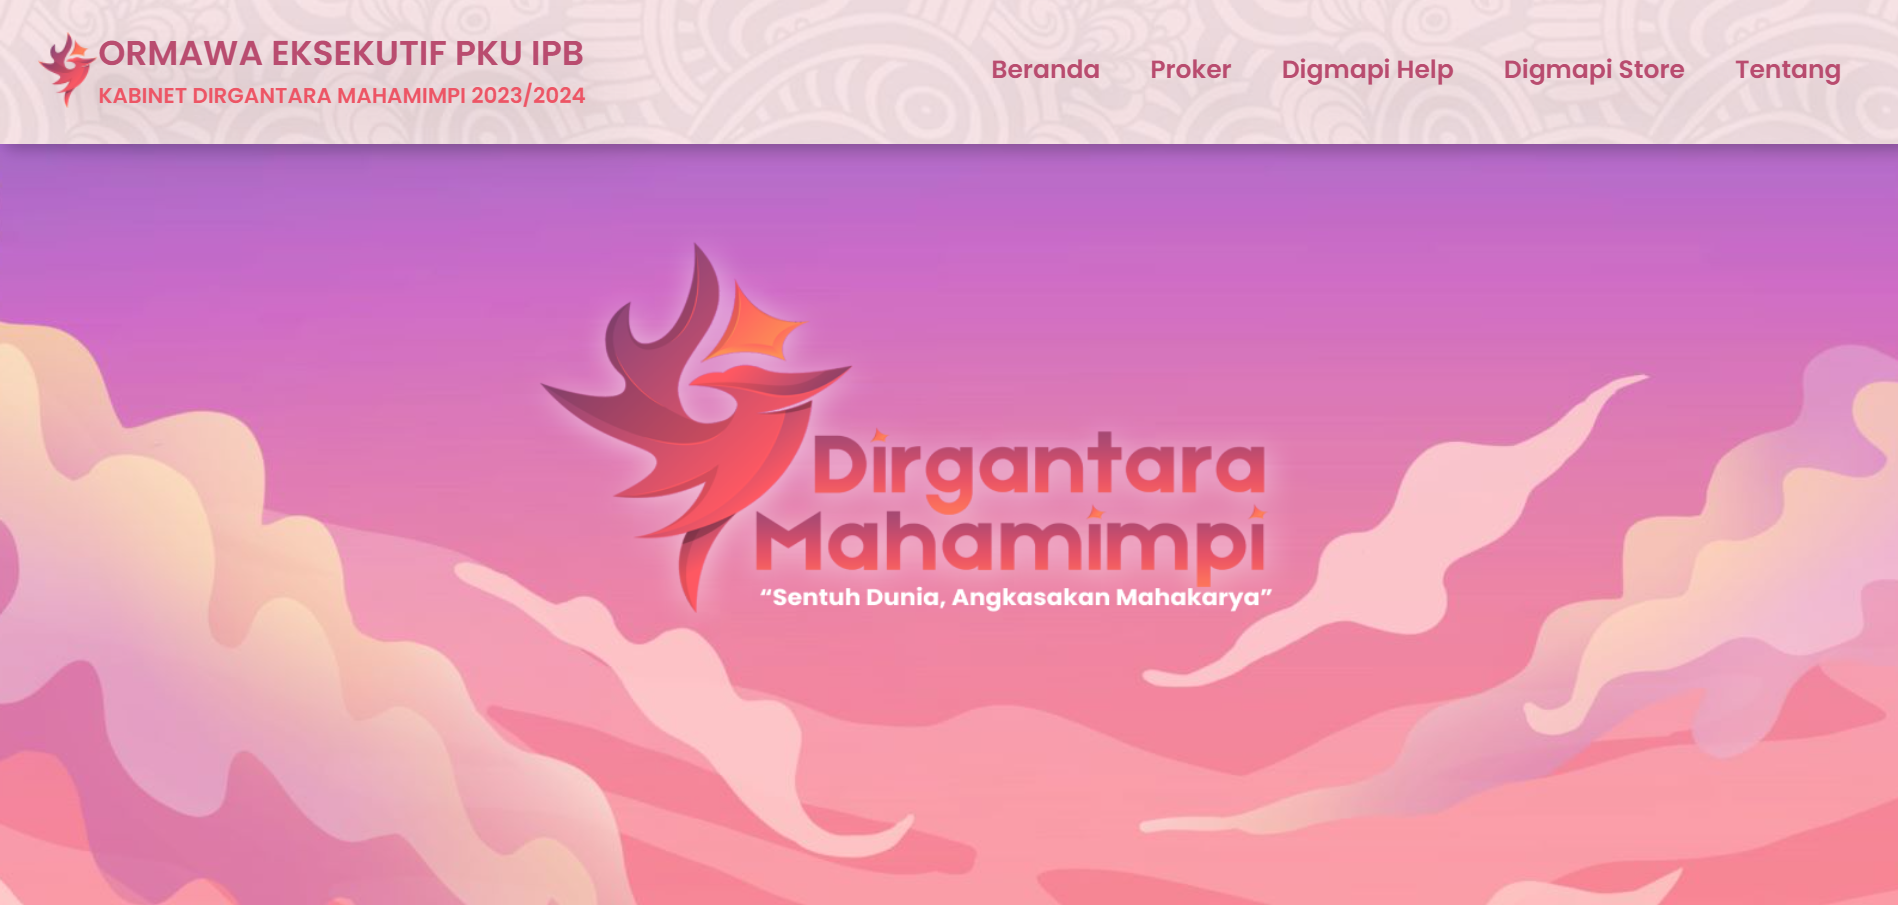 ORMAWA EKSEKUTIF PKU IPB
KABINET DIRGANTARA MAHAMIMPI 2023/2024
Beranda Proker Digmapi Help Digmapi Store Tentang
Dirgantara
Mahamimpi
“Sentuh Dunia, Angkasakan Mahakarya”